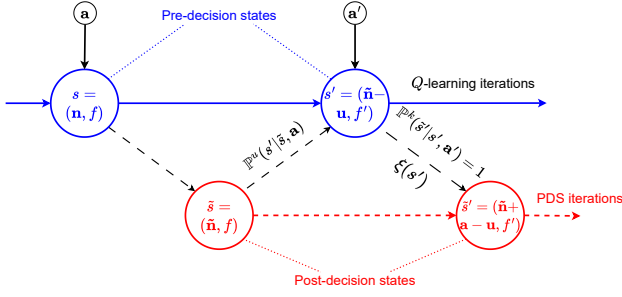 a
Pre-decision states
a′
s =
(n, f)
s′ = (ñ−
u, f′)
Q-learning iterations
ℙᵘ(s′|s̃, a)
ℙᵏ(s̃′|s′, a′) = 1
ξ(s′)
s̃ =
(ñ, f)
s̃′ = (ñ+
a − u, f′)
PDS iterations
Post-decision states